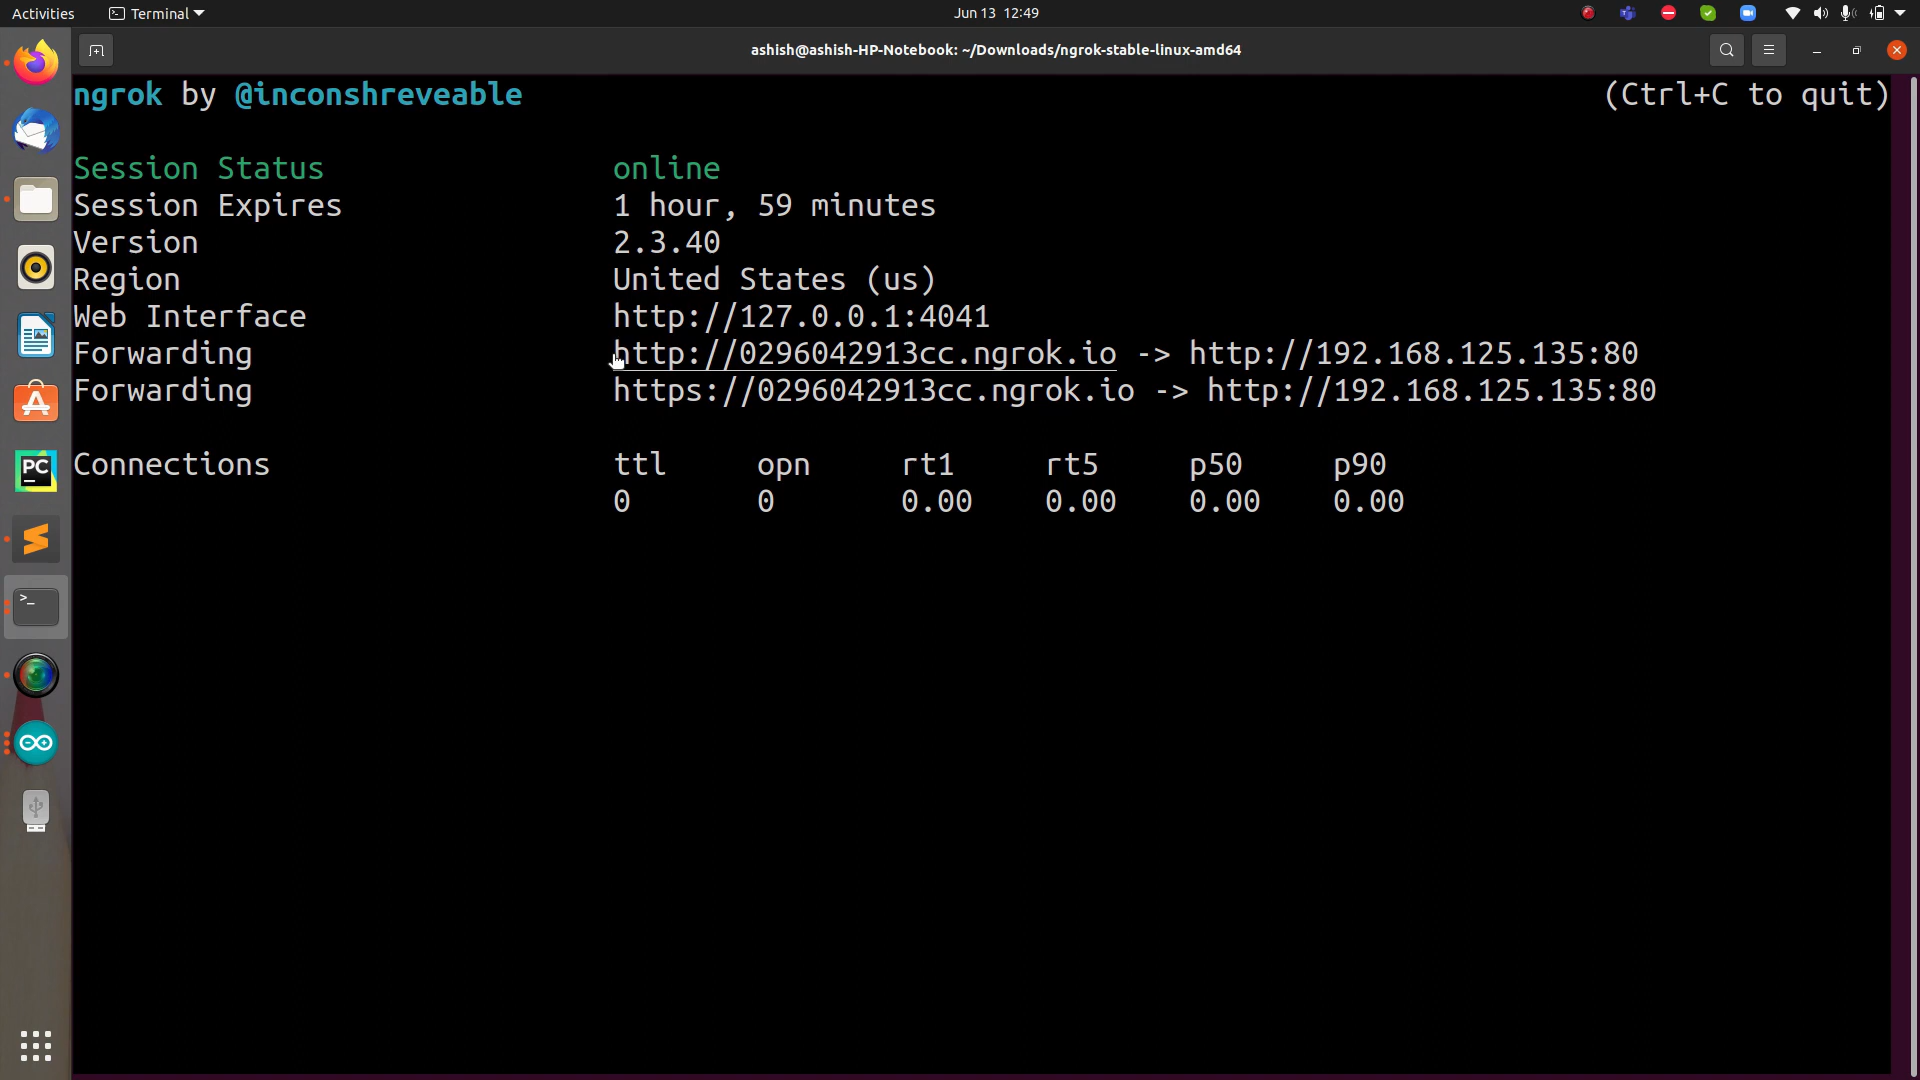 Activities Terminal Jun 13 12:49
ashish@ashish-HP-Notebook: ~/Downloads/ngrok-stable-linux-amd64
ngrok by @inconshreveable (Ctrl+C to quit)
Session Status online
Session Expires 1 hour, 59 minutes
Version 2.3.40
Region United States (us)
Web Interface http://127.0.0.1:4041
Forwarding http://0296042913cc.ngrok.io -> http://192.168.125.135:80
Forwarding https://0296042913cc.ngrok.io -> http://192.168.125.135:80
Connections ttl opn rt1 rt5 p50 p90
0 0 0.00 0.00 0.00 0.00
PC